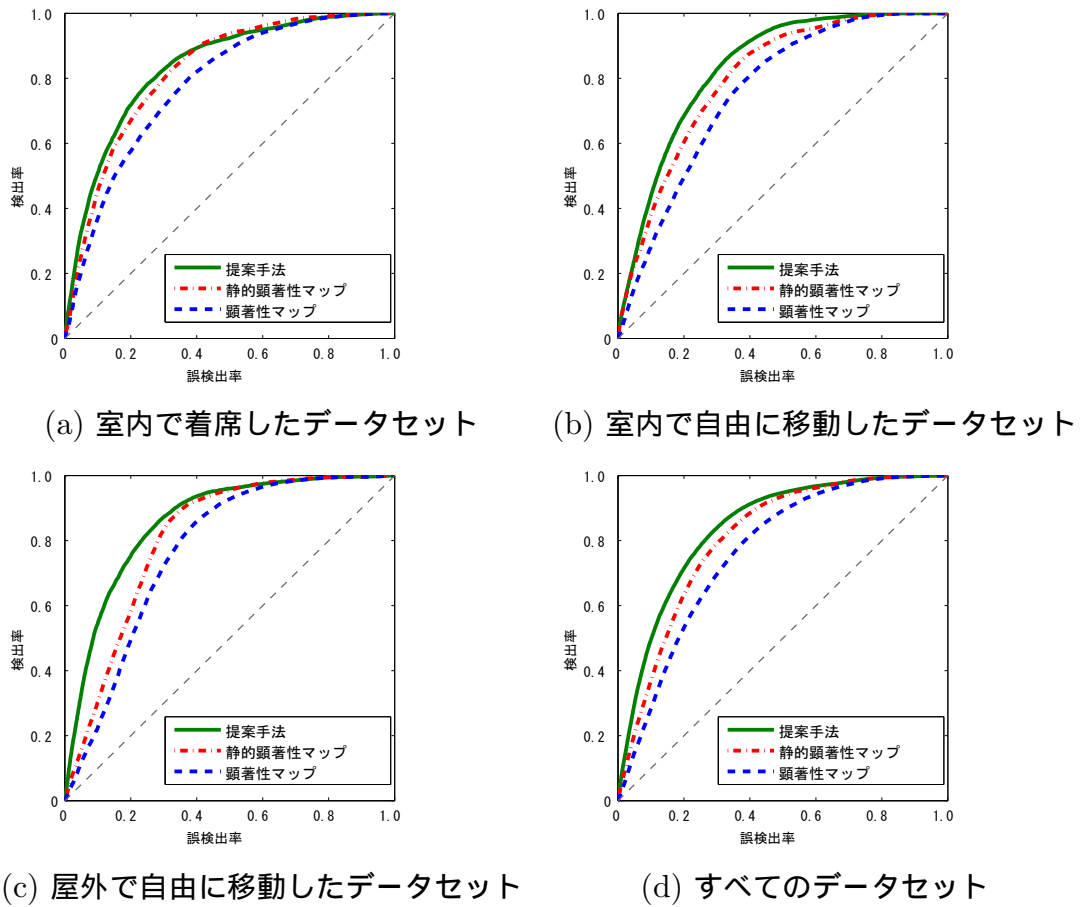 1.0
0.8
0.6
0.4
0.2
0
検出率
提案手法
静的顕著性マップ
顕著性マップ
0 0.2 0.4 0.6 0.8 1.0
誤検出率
(a) 室内で着席したデータセット
1.0
0.8
0.6
0.4
0.2
0
検出率
提案手法
静的顕著性マップ
顕著性マップ
0 0.2 0.4 0.6 0.8 1.0
誤検出率
(b) 室内で自由に移動したデータセット
1.0
0.8
0.6
0.4
0.2
0
検出率
提案手法
静的顕著性マップ
顕著性マップ
0 0.2 0.4 0.6 0.8 1.0
誤検出率
(c) 屋外で自由に移動したデータセット
1.0
0.8
0.6
0.4
0.2
0
検出率
提案手法
静的顕著性マップ
顕著性マップ
0 0.2 0.4 0.6 0.8 1.0
誤検出率
(d) すべてのデータセット